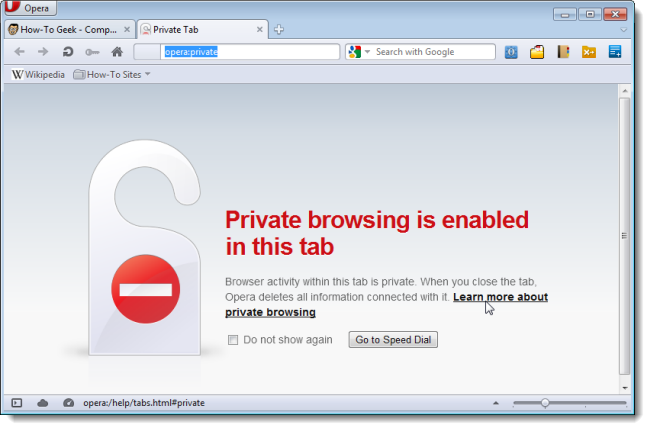 Opera
How-To Geek - Comp...
Private Tab
opera:private
Search with Google
Wikipedia
How-To Sites
Private browsing is enabled
in this tab
Browser activity within this tab is private. When you close the tab,
Opera deletes all information connected with it. Learn more about
private browsing
Do not show again
Go to Speed Dial
opera:/help/tabs.html#private